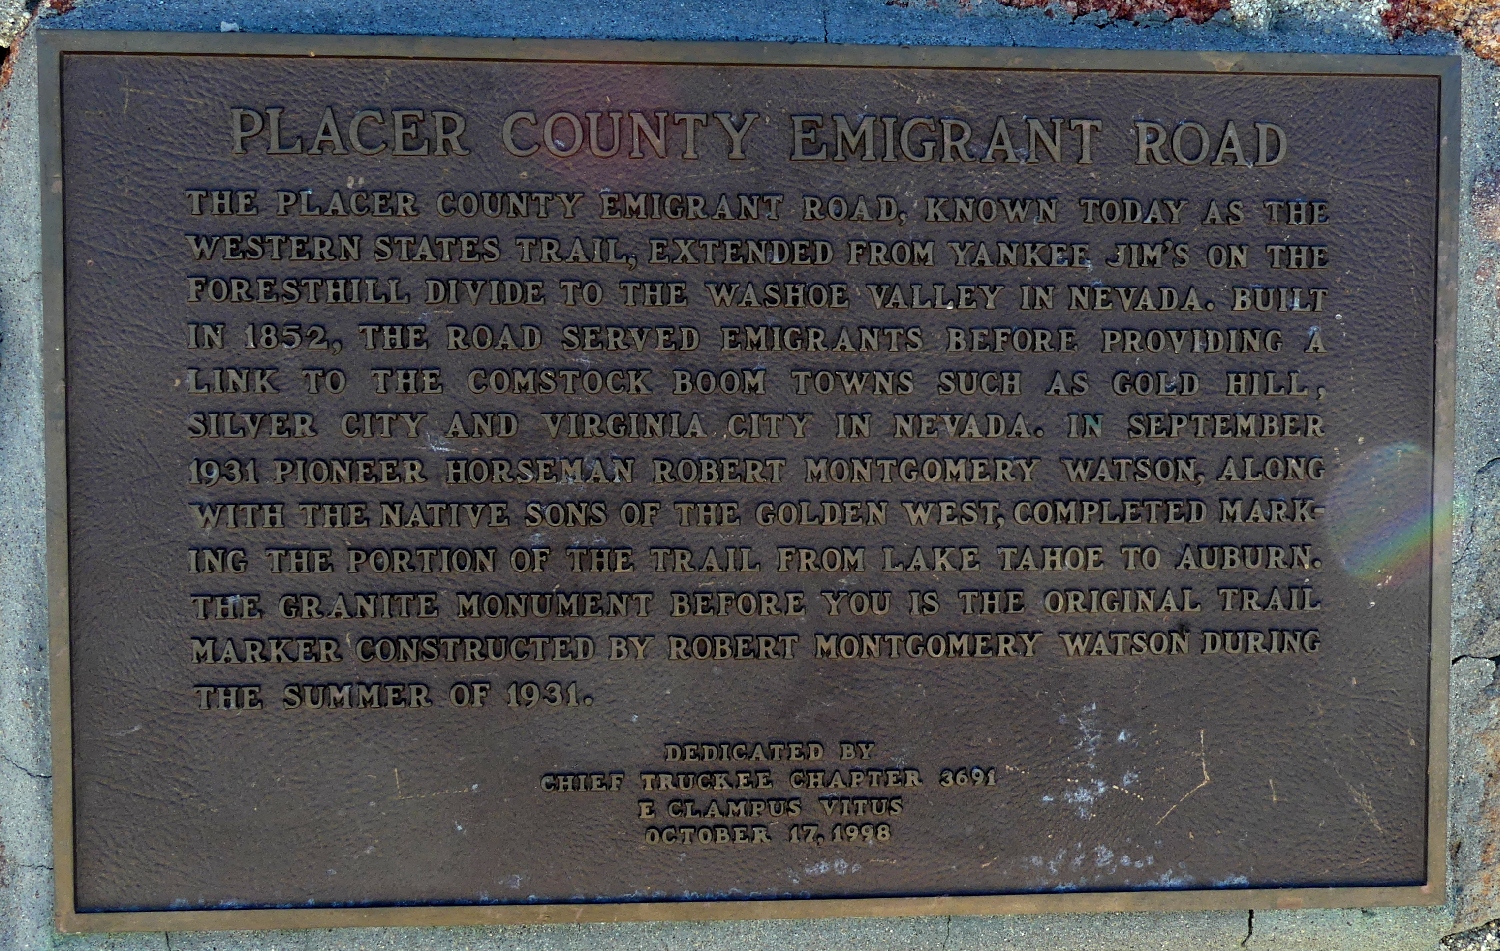 PLACER COUNTY EMIGRANT ROAD
THE PLACER COUNTY EMIGRANT ROAD, KNOWN TODAY AS THE
WESTERN STATES TRAIL, EXTENDED FROM YANKEE JIM'S ON THE
FORESTHILL DIVIDE TO THE WASHOE VALLEY IN NEVADA. BUILT
IN 1852, THE ROAD SERVED EMIGRANTS BEFORE PROVIDING A
LINK TO THE COMSTOCK BOOM TOWNS SUCH AS GOLD HILL,
SILVER CITY AND VIRGINIA CITY IN NEVADA. IN SEPTEMBER
1931 PIONEER HORSEMAN ROBERT MONTGOMERY WATSON, ALONG
WITH THE NATIVE SONS OF THE GOLDEN WEST, COMPLETED MARK-
ING THE PORTION OF THE TRAIL FROM LAKE TAHOE TO AUBURN.
THE GRANITE MONUMENT BEFORE YOU IS THE ORIGINAL TRAIL
MARKER CONSTRUCTED BY ROBERT MONTGOMERY WATSON DURING
THE SUMMER OF 1931.
DEDICATED BY
CHIEF TRUCKEE CHAPTER 3691
E CLAMPUS VITUS
OCTOBER 17, 1998